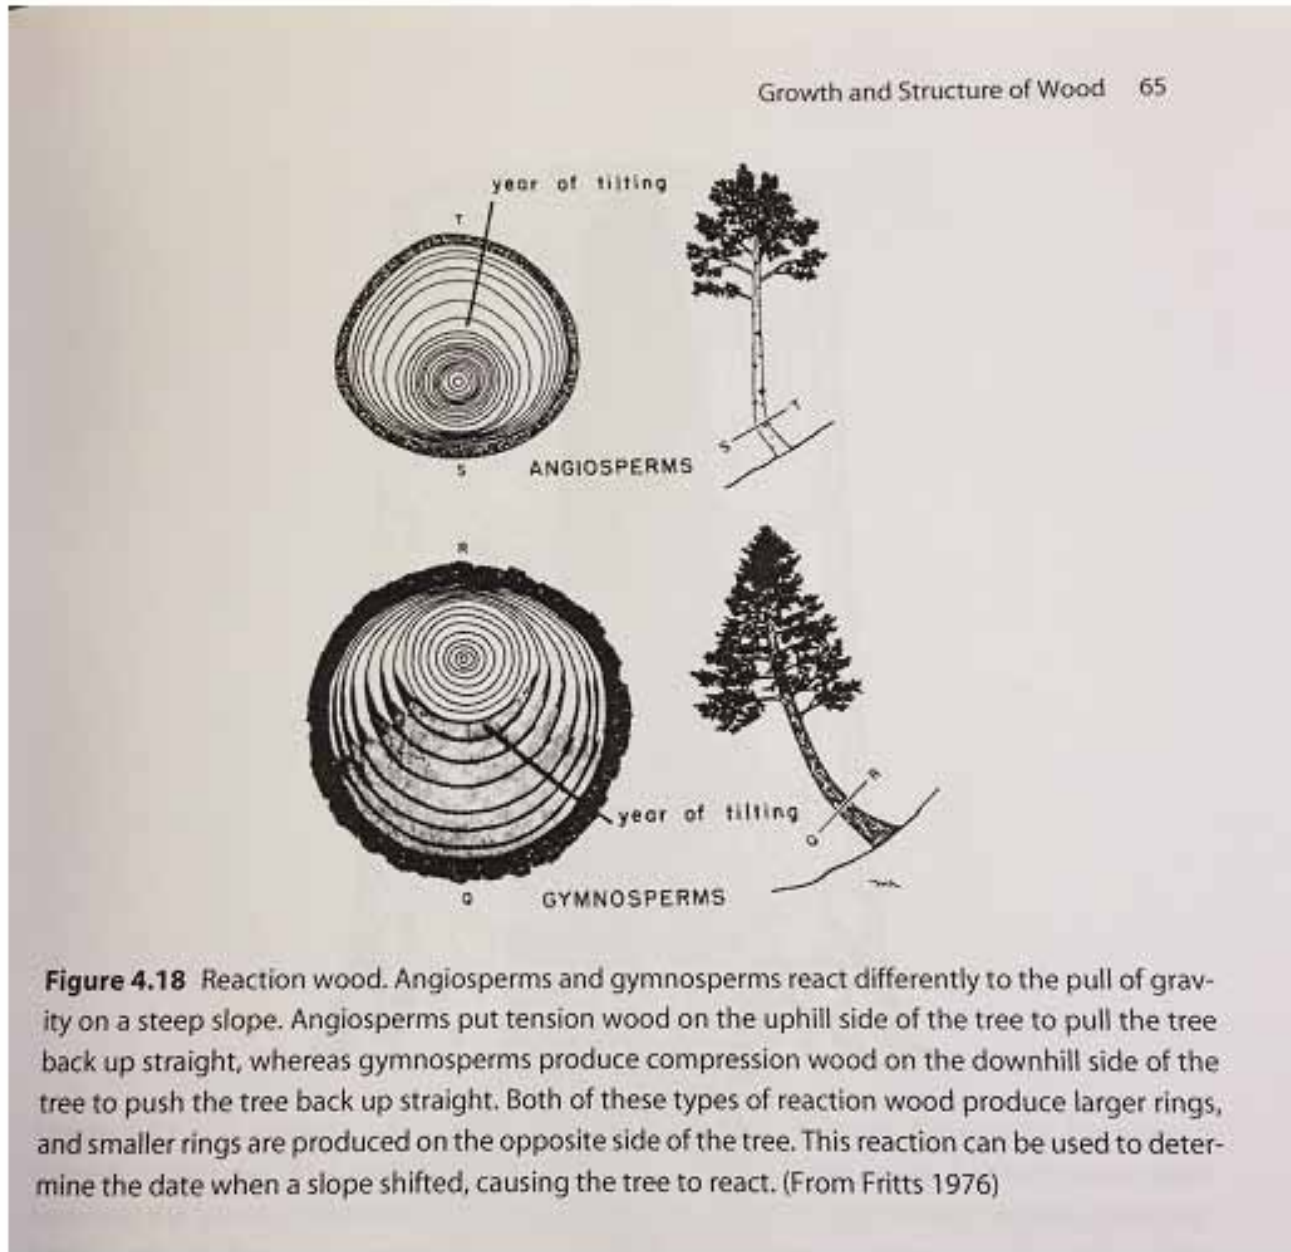 Growth and Structure of Wood 65
year of tilting
T
S
ANGIOSPERMS
S
T
R
year of tilting
R
Q
Q
GYMNOSPERMS
Figure 4.18 Reaction wood. Angiosperms and gymnosperms react differently to the pull of grav-
ity on a steep slope. Angiosperms put tension wood on the uphill side of the tree to pull the tree
back up straight, whereas gymnosperms produce compression wood on the downhill side of the
tree to push the tree back up straight. Both of these types of reaction wood produce larger rings,
and smaller rings are produced on the opposite side of the tree. This reaction can be used to deter-
mine the date when a slope shifted, causing the tree to react. (From Fritts 1976)